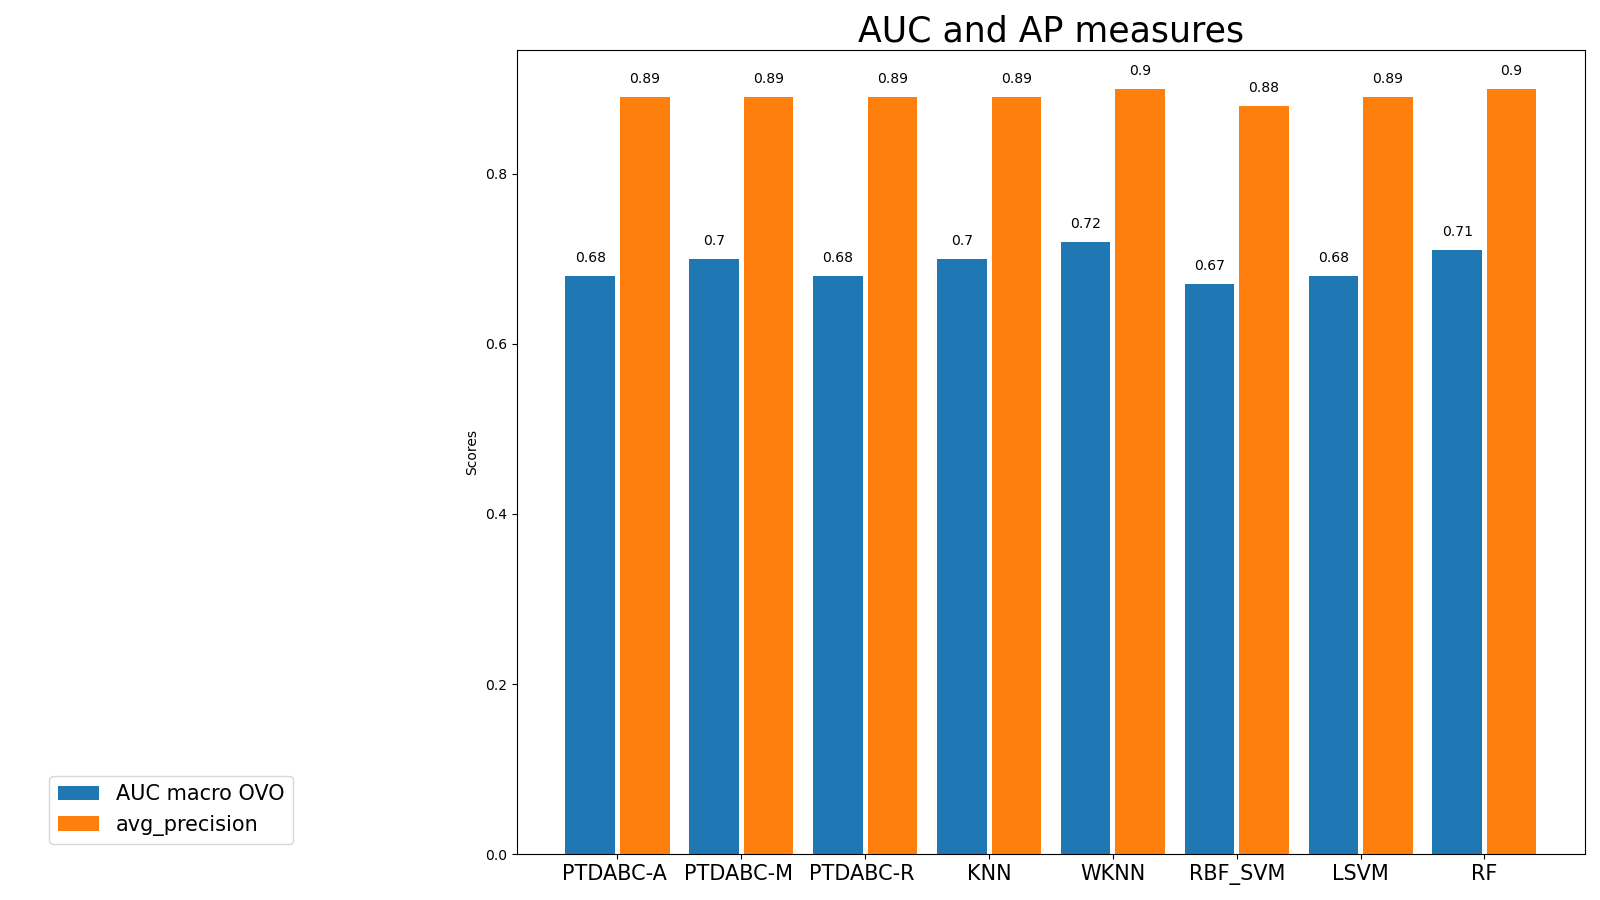 AUC and AP measures
0.89 0.89 0.89 0.89 0.9 0.88 0.89 0.9
0.68 0.7 0.68 0.7 0.72 0.67 0.68 0.71
0.8
0.6
0.4
0.2
0.0
Scores
PTDABC-A PTDABC-M PTDABC-R KNN WKNN RBF_SVM LSVM RF
AUC macro OVO
avg_precision